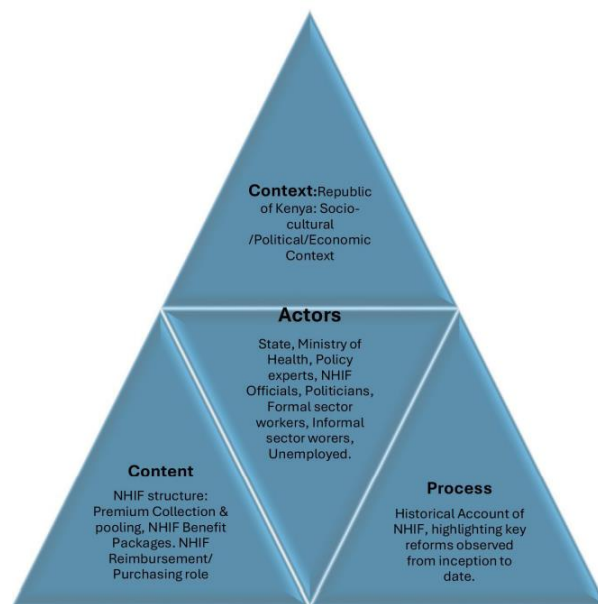 Context:Republic
of Kenya: Socio-
cultural
/Political/Economic
Context
Actors
State, Ministry of
Health, Policy
experts, NHIF
Officials, Politicians,
Formal sector
workers, Informal
sector worers,
Unemployed.
Content
NHIF structure:
Premium Collection &
pooling, NHIF Benefit
Packages. NHIF
Reimbursement/
Purchasing role
Process
Historical Account of
NHIF, highlighting key
reforms observed
from inception to
date.